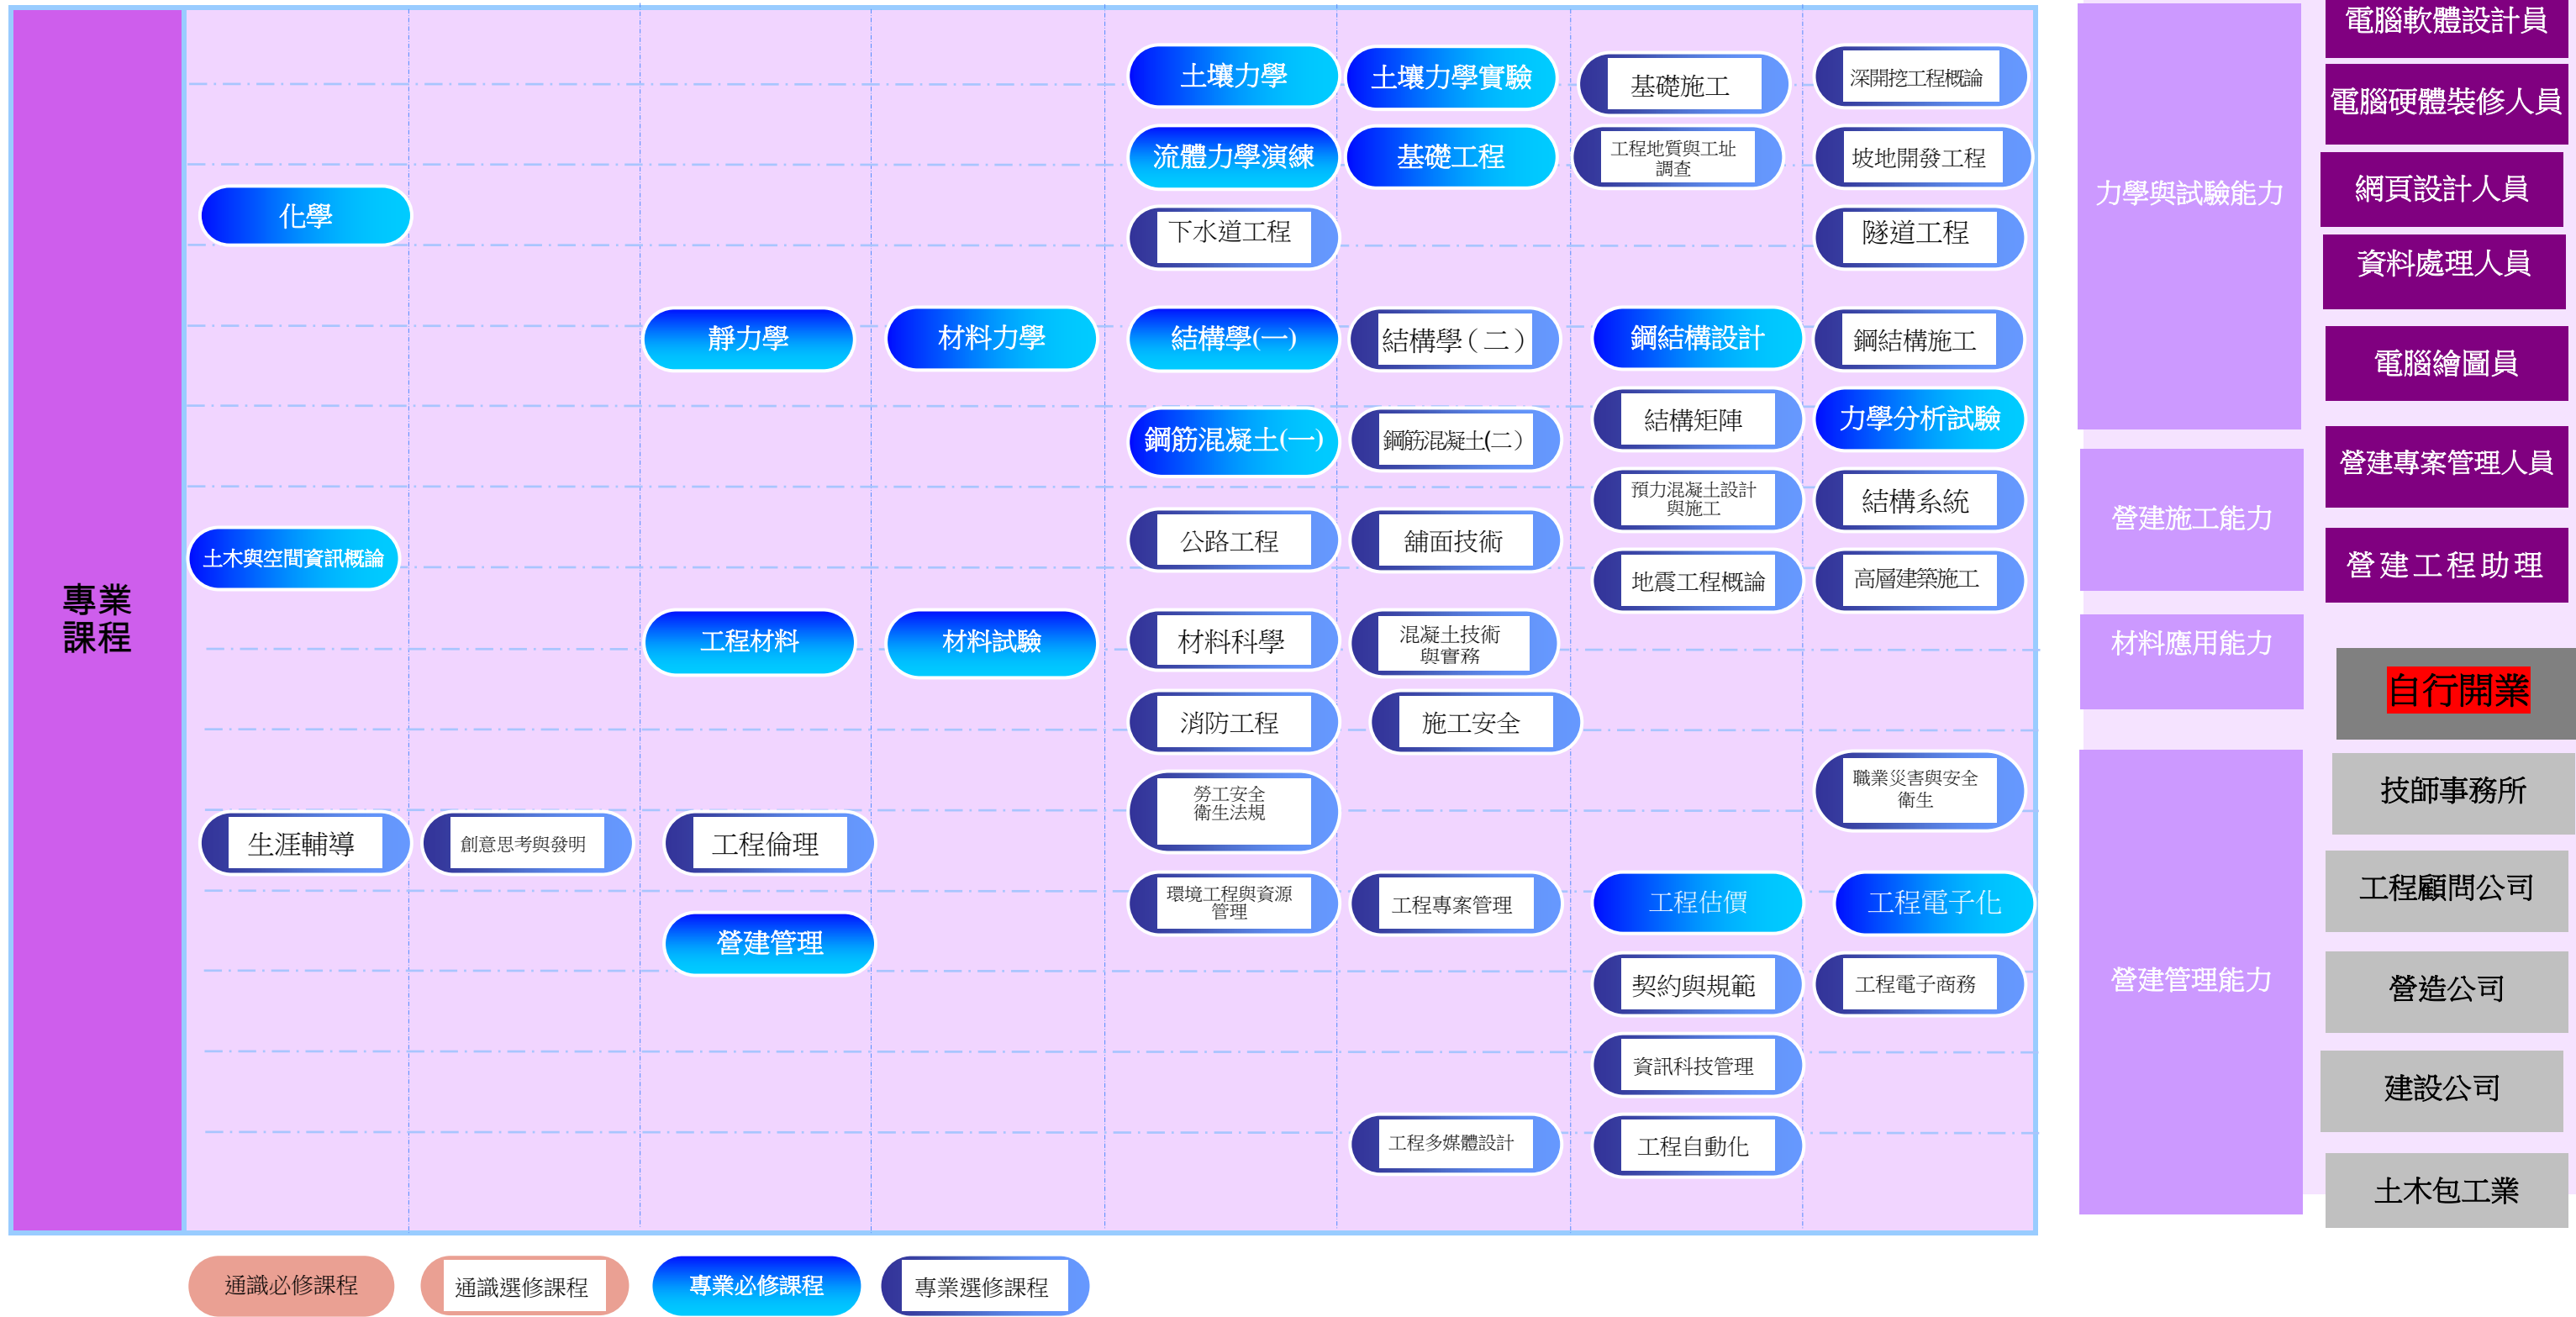 專業
課程
化學
土木與空間資訊概論
生涯輔導
創意思考與發明
靜力學
工程材料
工程倫理
營建管理
材料力學
材料試驗
土壤力學
流體力學演練
下水道工程
結構學(一)
鋼筋混凝土(一)
公路工程
材料科學
消防工程
勞工安全
衛生法規
環境工程與資源
管理
土壤力學實驗
基礎工程
結構學(二)
鋼筋混凝土(二)
舖面技術
混凝土技術
與實務
施工安全
工程專案管理
工程多媒體設計
基礎施工
工程地質與工址
調查
鋼結構設計
結構矩陣
預力混凝土設計
與施工
地震工程概論
工程估價
契約與規範
資訊科技管理
工程自動化
深開挖工程概論
坡地開發工程
隧道工程
鋼結構施工
力學分析試驗
結構系統
高層建築施工
職業災害與安全
衛生
工程電子化
工程電子商務
力學與試驗能力
營建施工能力
材料應用能力
營建管理能力
電腦軟體設計員
電腦硬體裝修人員
網頁設計人員
資料處理人員
電腦繪圖員
營建專案管理人員
營建工程助理
自行開業
技師事務所
工程顧問公司
營造公司
建設公司
土木包工業
通識必修課程
通識選修課程
專業必修課程
專業選修課程